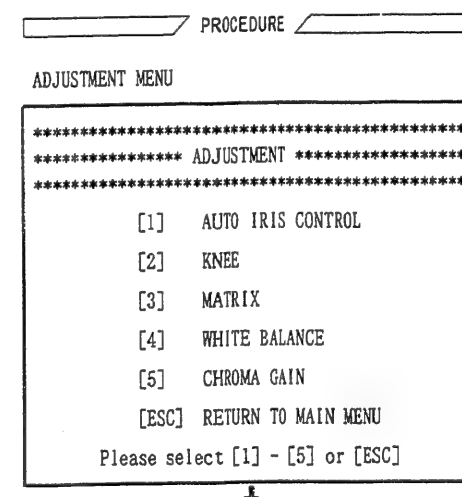 PROCEDURE
ADJUSTMENT MENU
**********************************************
**************** ADJUSTMENT ******************
**********************************************
[1] AUTO IRIS CONTROL
[2] KNEE
[3] MATRIX
[4] WHITE BALANCE
[5] CHROMA GAIN
[ESC] RETURN TO MAIN MENU
Please select [1] - [5] or [ESC]